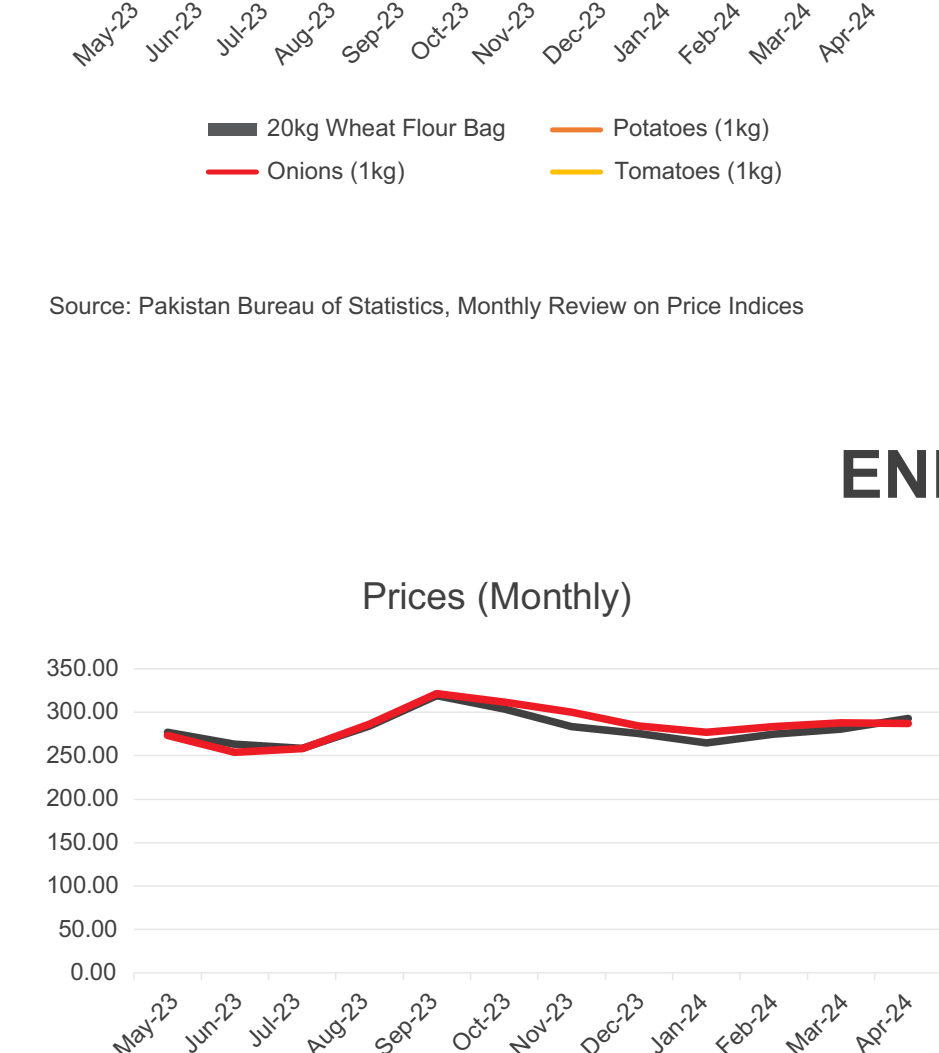 May-23 Jun-23 Jul-23 Aug-23 Sep-23 Oct-23 Nov-23 Dec-23 Jan-24 Feb-24 Mar-24 Apr-24
20kg Wheat Flour Bag Potatoes (1kg)
Onions (1kg) Tomatoes (1kg)
Source: Pakistan Bureau of Statistics, Monthly Review on Price Indices
EN
Prices (Monthly)
350.00
300.00
250.00
200.00
150.00
100.00
50.00
0.00
May-23 Jun-23 Jul-23 Aug-23 Sep-23 Oct-23 Nov-23 Dec-23 Jan-24 Feb-24 Mar-24 Apr-24